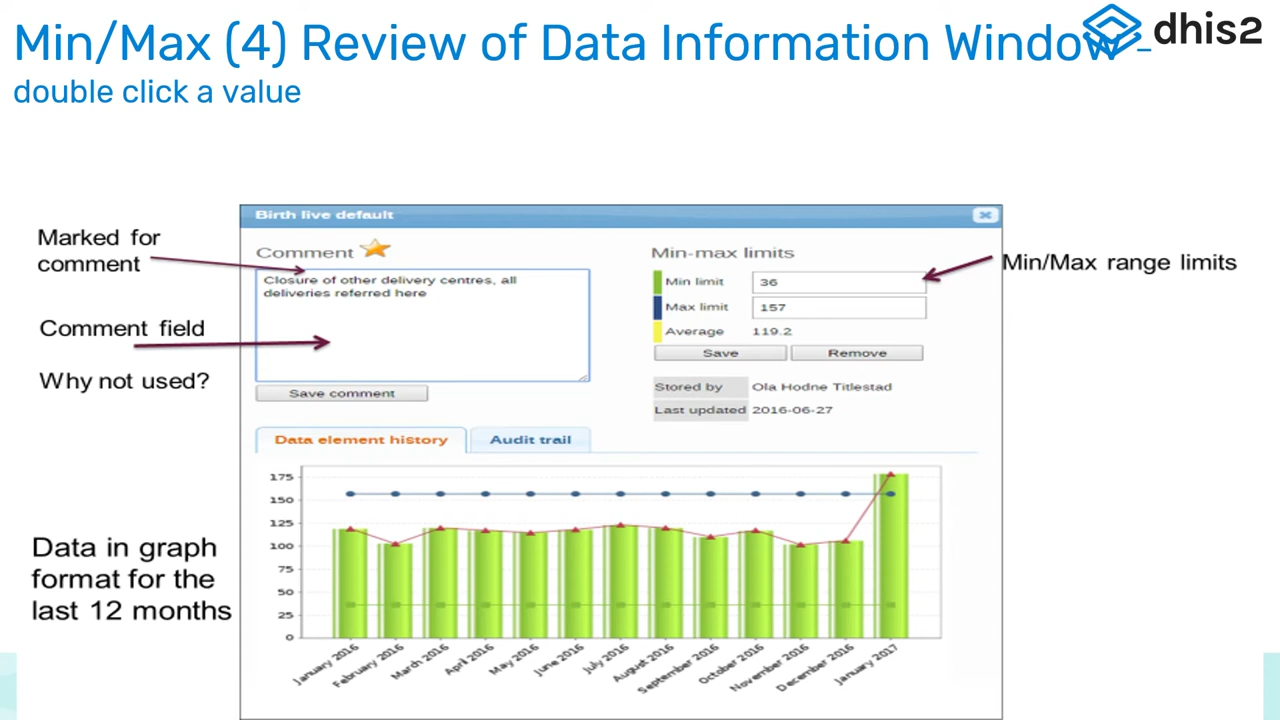 Min/Max (4) Review of Data Information Window -
double click a value
dhis2
Marked for
comment
Comment field
Why not used?
Data in graph
format for the
last 12 months
Birth live default
Comment
Closure of other delivery centres, all
deliveries referred here
Save comment
Min-max limits
Min limit 36
Max limit 157
Average 119.2
Save Remove
Stored by Ola Hodne Titlestad
Last updated 2016-06-27
Min/Max range limits
Data element history Audit trail
175
150
125
100
75
50
25
0
January 2016
February 2016
March 2016
April 2016
May 2016
June 2016
July 2016
August 2016
September 2016
October 2016
November 2016
December 2016
January 2017